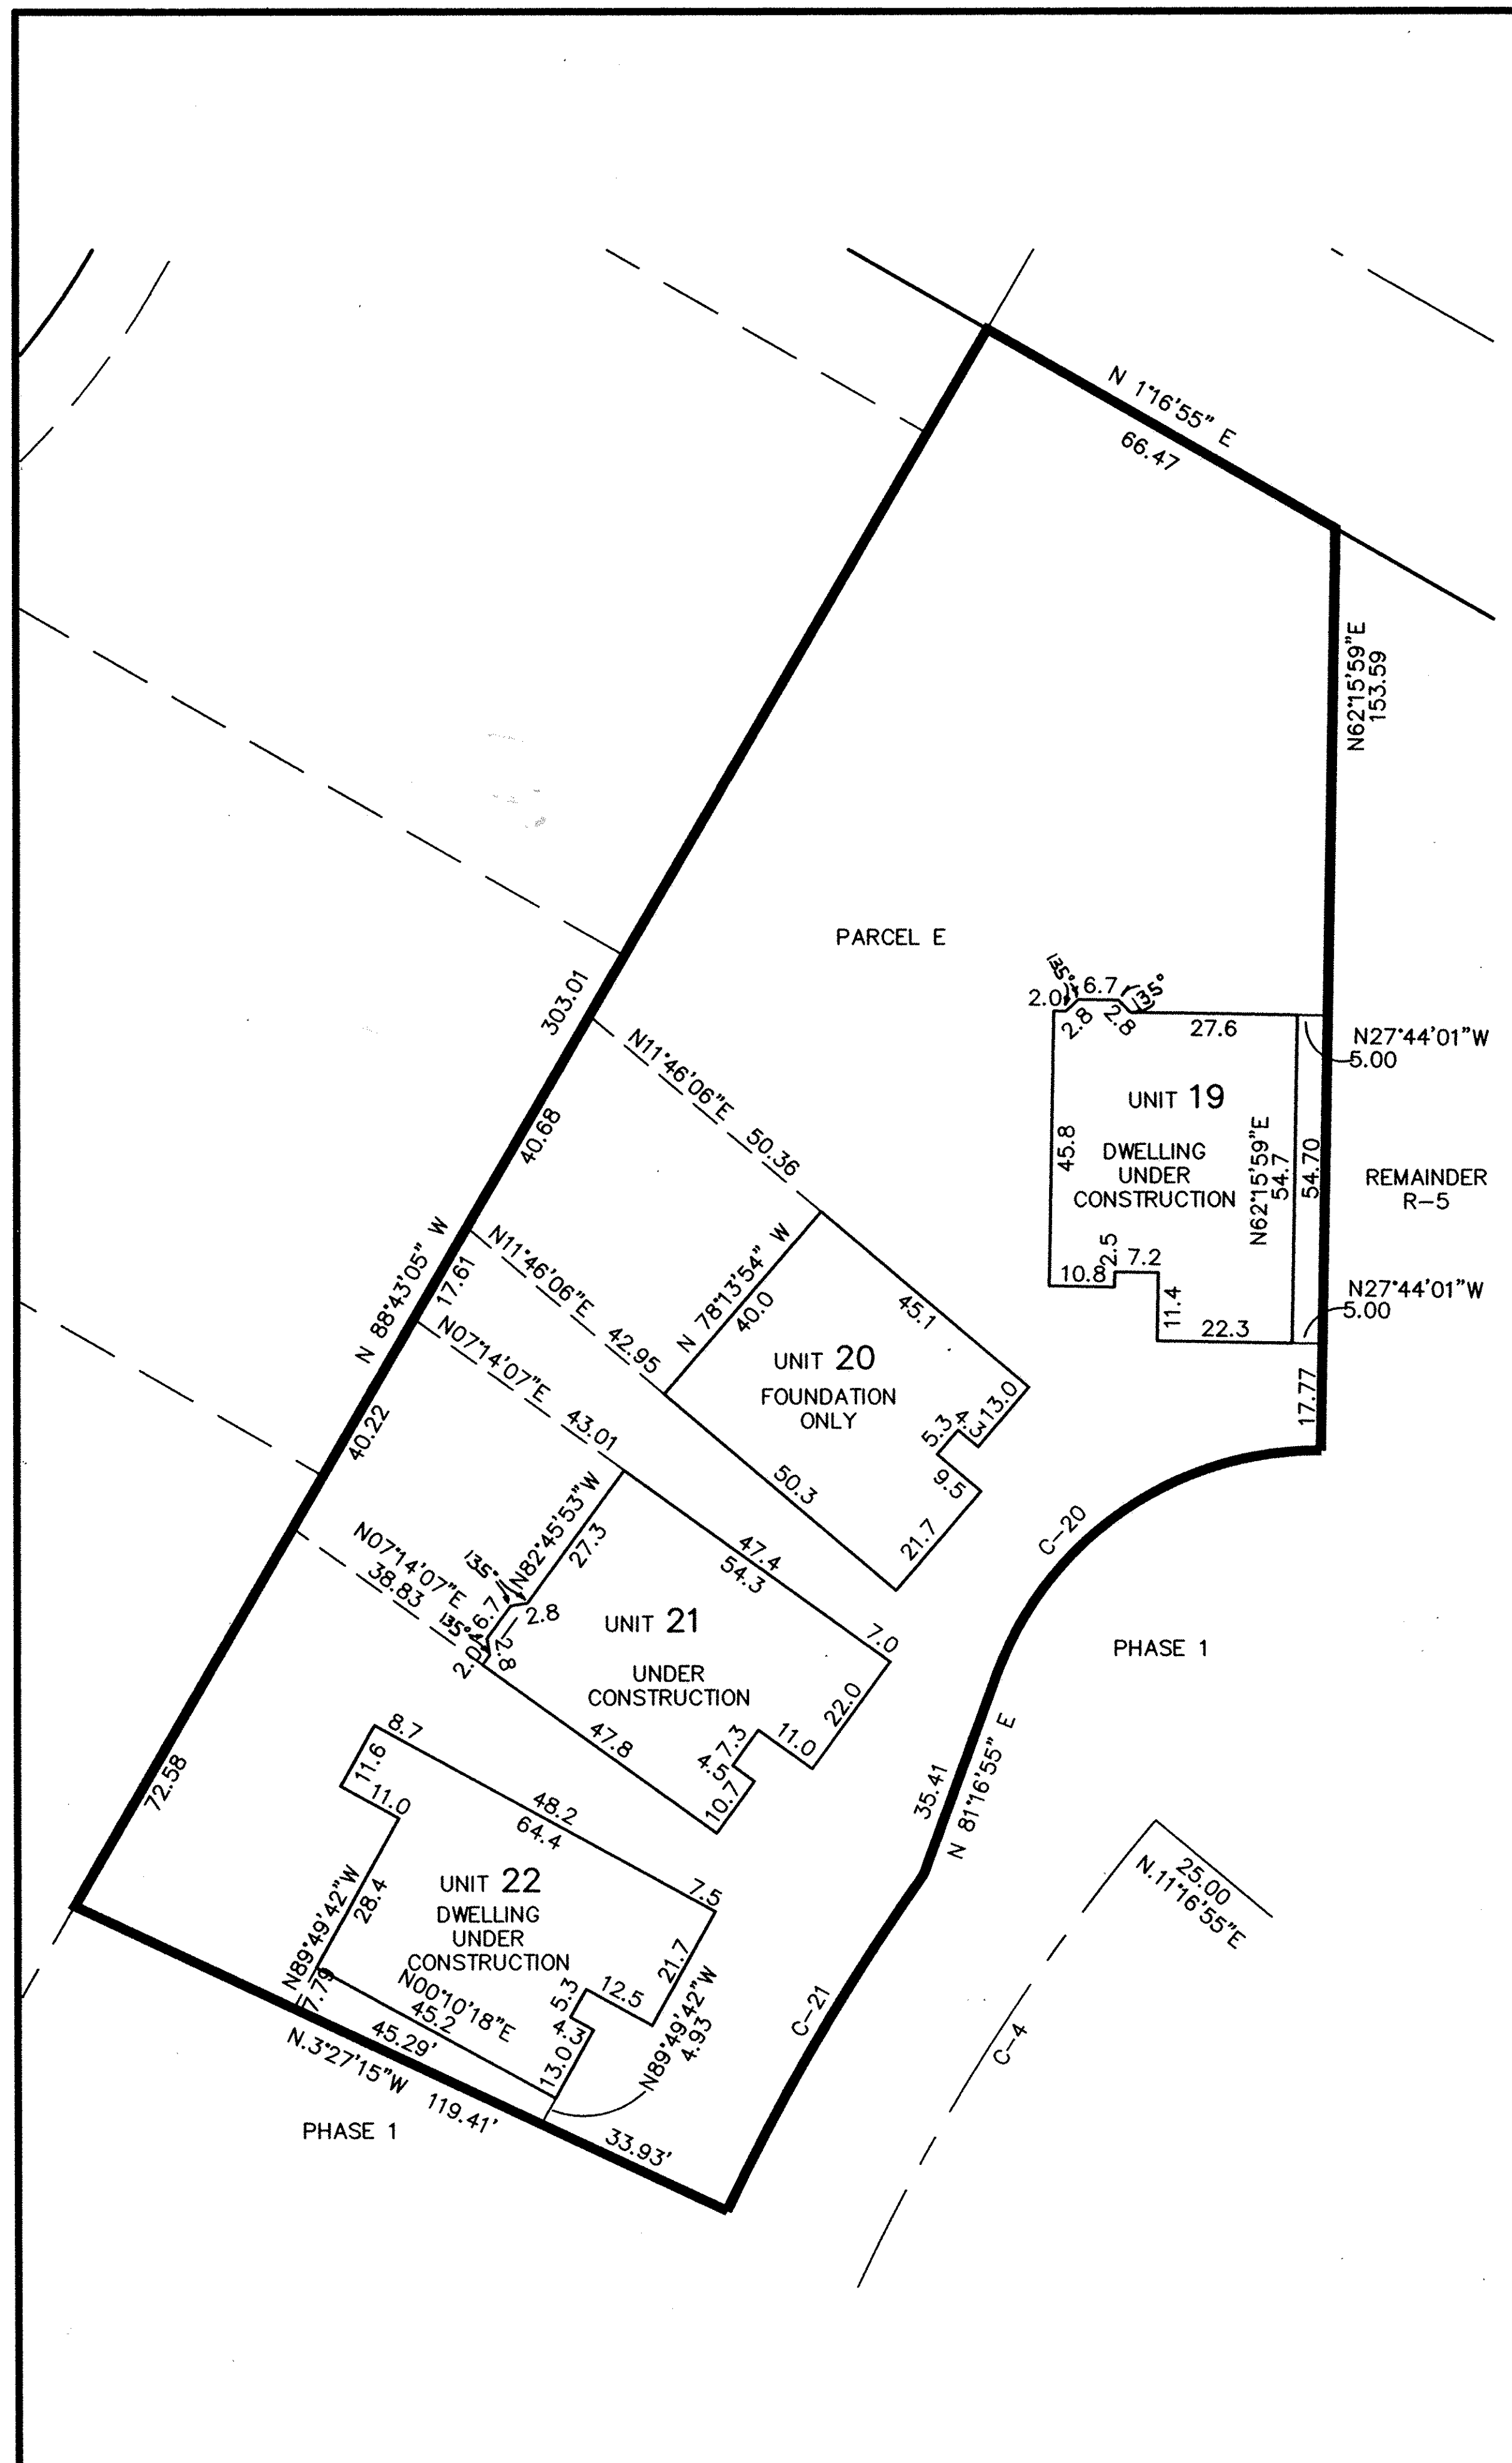 N 1°16'55" E
66.47
N62°15'59"E
153.59
PARCEL E
303.01
N11°46'06"E 50.36
40.68
135°
6.7
135°
2.0
2.8
2.8
27.6
N27°44'01"W
5.00
UNIT 19
DWELLING
UNDER
CONSTRUCTION
45.8
N62°15'59"E
54.7
54.70
REMAINDER
R-5
2.5
7.2
10.8
11.4
22.3
N27°44'01"W
5.00
17.77
N 88°43'05" W
17.61
N11°46'06"E 42.95
N 78°13'54" W
40.0
45.1
UNIT 20
FOUNDATION
ONLY
13.0
4.3
5.3
9.5
50.3
21.7
N07°14'07"E 43.01
40.22
C-20
N82°45'53"W
27.3
N07°14'07"E
38.83
135°
6.7
135°
2.8
2.8
2.0
47.4
54.3
7.0
UNIT 21
UNDER
CONSTRUCTION
22.0
11.0
7.3
4.5
10.7
47.8
PHASE 1
72.58
35.41
N 81°16'55" E
8.7
11.6
11.0
48.2
64.4
7.5
UNIT 22
DWELLING
UNDER
CONSTRUCTION
N89°49'42"W
28.4
7.79
21.7
12.5
5.3
4.3
13.0
N89°49'42"W
4.93
N00°10'18"E
45.2
45.29'
N.3°27'15"W 119.41'
33.93'
PHASE 1
C-21
25.00
N.11°16'55"E
C-4